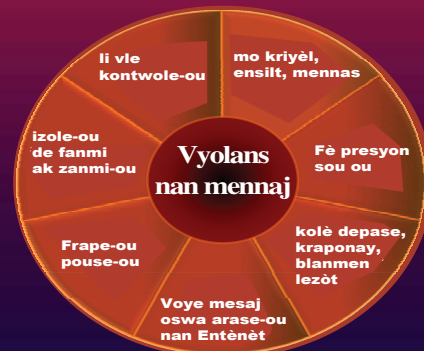 Vyolans
nan mennaj
li vle
kontwole-ou
mo kriyèl,
ensilt, mennas
Fè presyon
sou ou
kolè depase,
kraponay,
blanmen
lezòt
Voye mesaj
oswa arase-ou
nan Entènèt
Frape-ou
pouse-ou
izole-ou
de fanmi
ak zanmi-ou